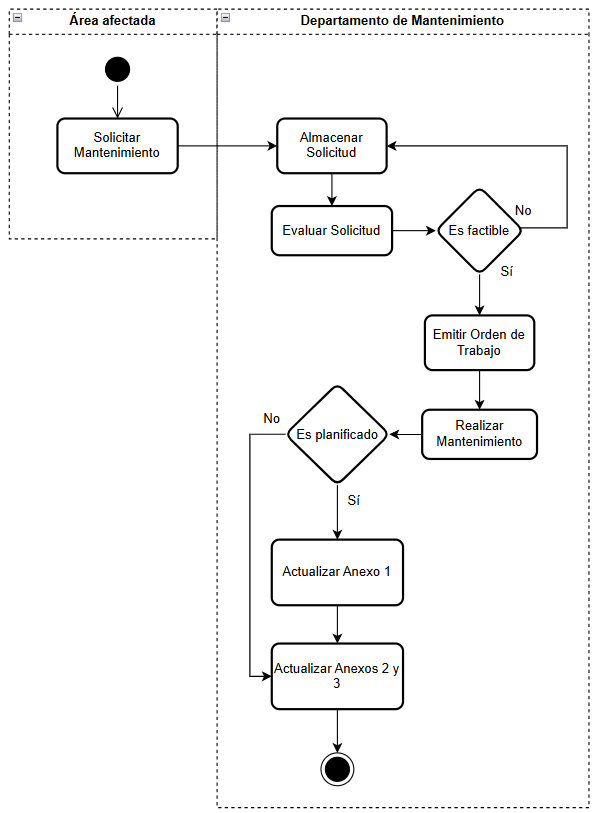 Área afectada
Departamento de Mantenimiento
Solicitar
Mantenimiento
Almacenar
Solicitud
Evaluar Solicitud
Es factible
No
Sí
Emitir Orden de
Trabajo
Realizar
Mantenimiento
Es planificado
No
Sí
Actualizar Anexo 1
Actualizar Anexos 2 y
3